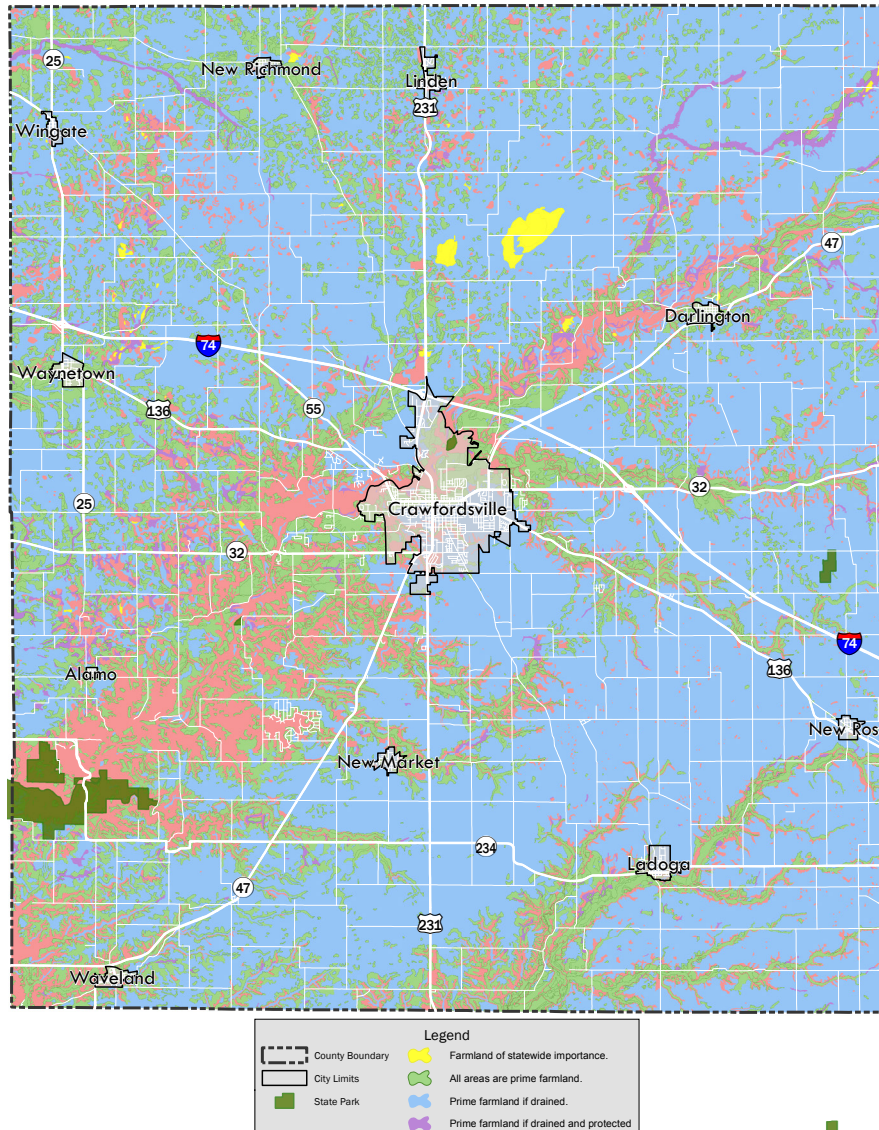 25
New Richmond
Linden
231
Wingate
47
Darlington
74
Waynetown
136
55
25
32
Crawfordsville
32
74
136
Alamo
New Ros
New Market
234
Ladoga
47
231
Waveland
Legend
County Boundary
Farmland of statewide importance.
City Limits
All areas are prime farmland.
State Park
Prime farmland if drained.
Prime farmland if drained and protected